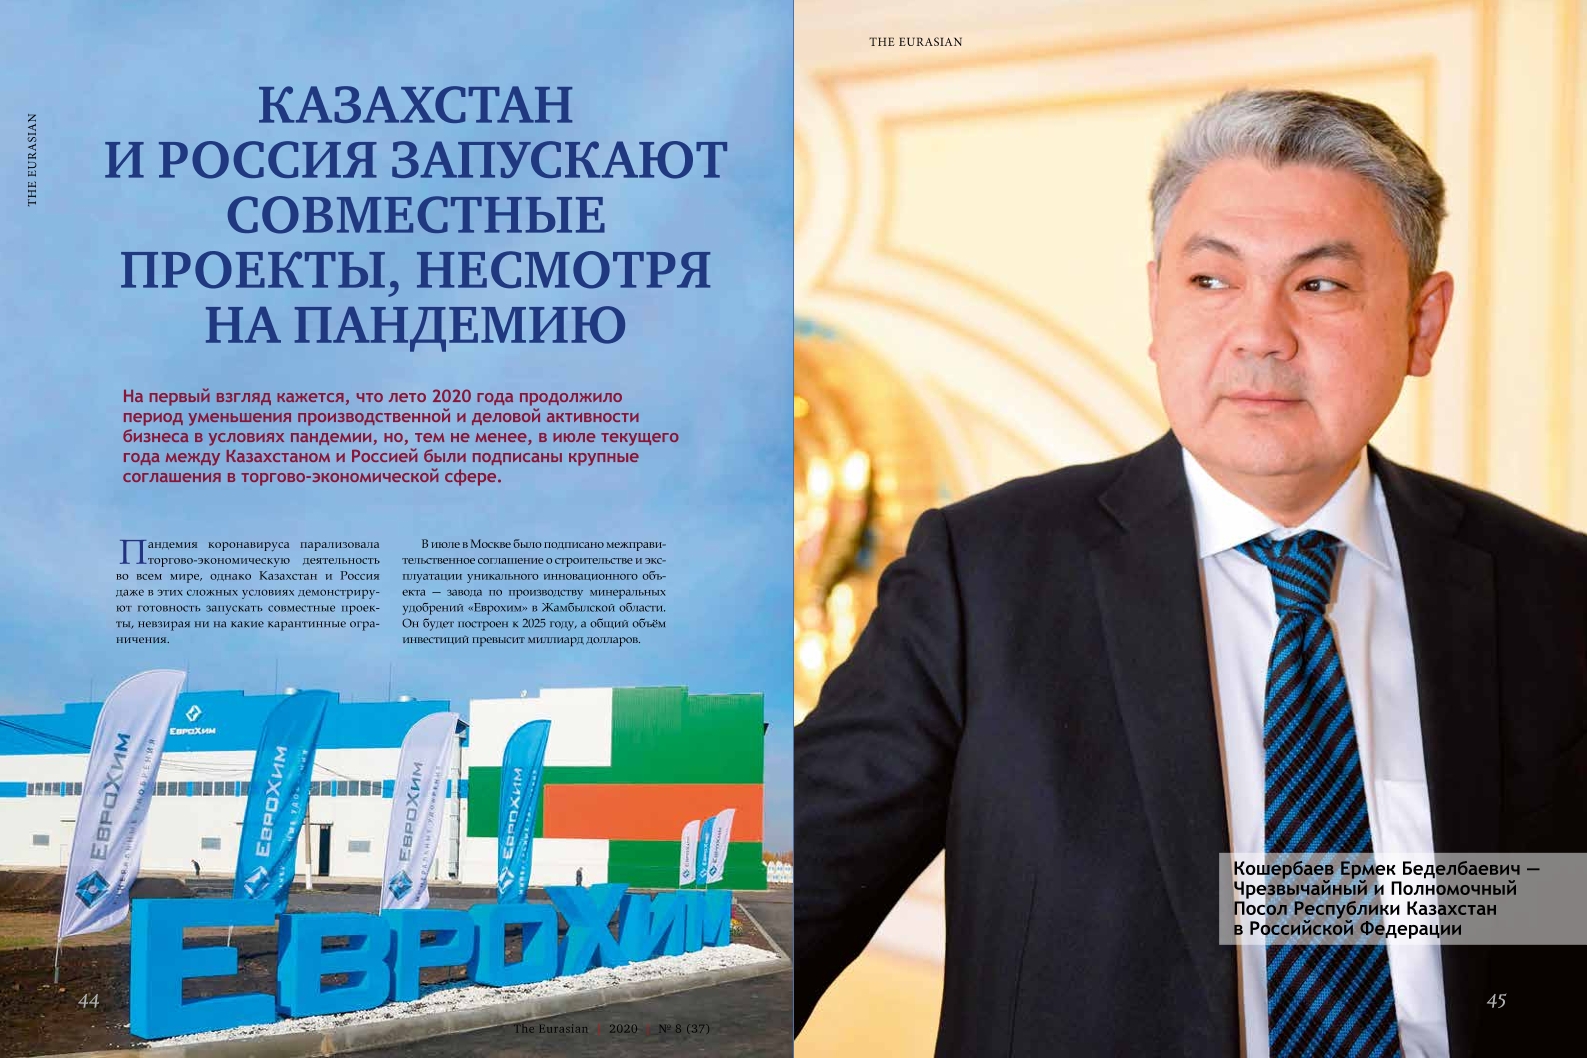 THE EURASIAN
КАЗАХСТАН
И РОССИЯ ЗАПУСКАЮТ
СОВМЕСТНЫЕ
ПРОЕКТЫ, НЕСМОТРЯ
НА ПАНДЕМИЮ
На первый взгляд кажется, что лето 2020 года продолжило
период уменьшения производственной и деловой активности
бизнеса в условиях пандемии, но, тем не менее, в июле текущего
года между Казахстаном и Россией были подписаны крупные
соглашения в торгово-экономической сфере.
Пандемия коронавируса парализовала
торгово-экономическую деятельность
во всем мире, однако Казахстан и Россия
даже в этих сложных условиях демонстриру-
ют готовность запускать совместные проек-
ты, невзирая ни на какие карантинные огра-
ничения.
В июле в Москве было подписано межправи-
тельственное соглашение о строительстве и экс-
плуатации уникального инновационного объ-
екта — завода по производству минеральных
удобрений «Еврохим» в Жамбылской области.
Он будет построен к 2025 году, а общий объём
инвестиций превысит миллиард долларов.
ЕВРОХИМ
ЕВРОХИМ
МИНЕРАЛЬНЫЕ УДОБРЕНИЯ
ЕВРОХИМ
ЕВРОХИМ
МИНЕРАЛЬНЫЕ УДОБРЕНИЯ
ЕВРОХИМ
ЕВРОХИМ
44
The Eurasian | 2020 | № 8 (37)
THE EURASIAN
Кошербаев Ермек Беделбаевич —
Чрезвычайный и Полномочный
Посол Республики Казахстан
в Российской Федерации
45